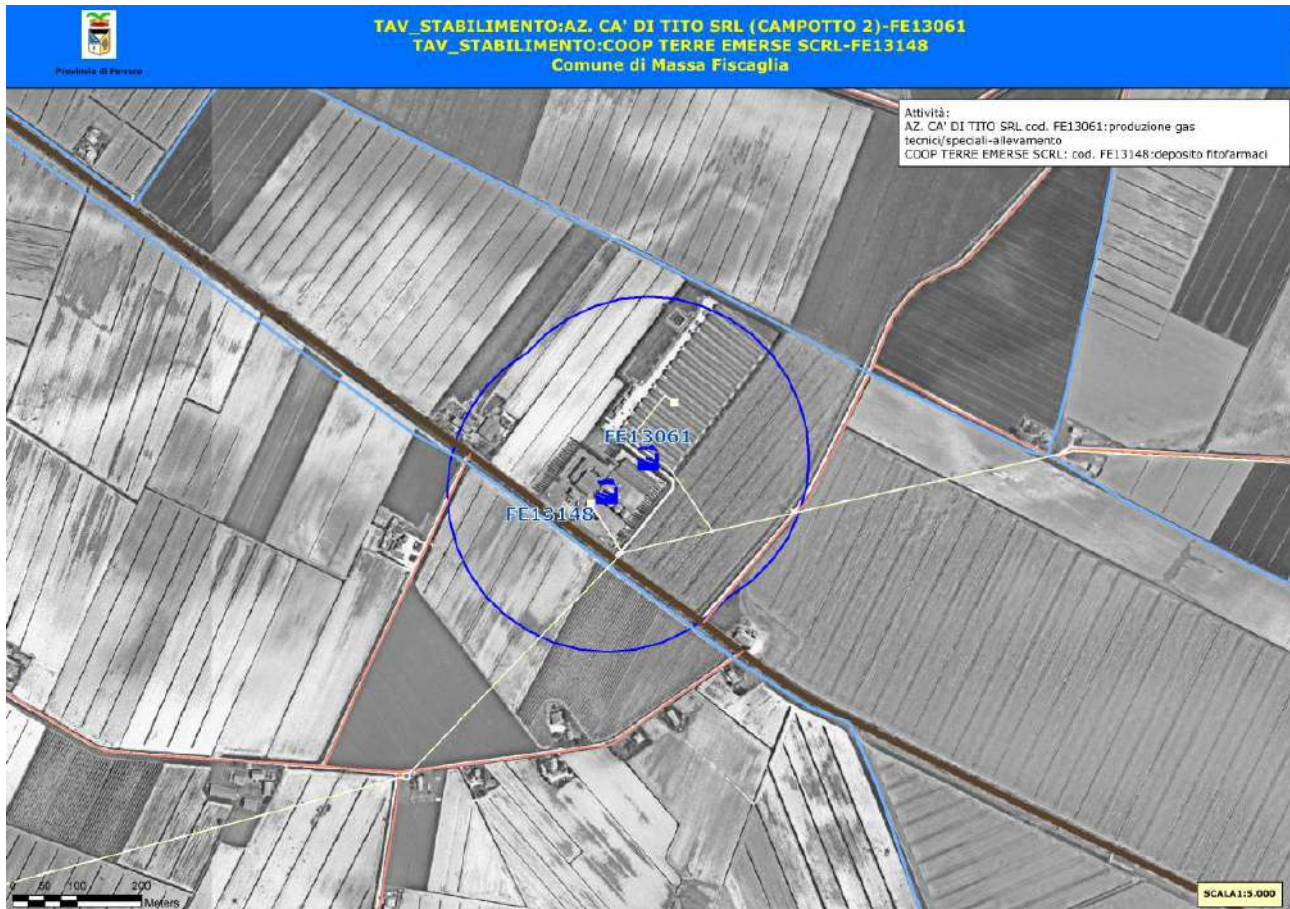 TAV_STABILIMENTO:AZ. CA' DI TITO SRL (CAMPOTTO 2)-FE13061
TAV_STABILIMENTO:COOP TERRE EMERSE SCRL-FE13148
Comune di Massa Fiscaglia
Provincia di Ferrara
Attività:
AZ. CA' DI TITO SRL cod. FE13061:produzione gas
tecnici/speciali-allevamento
COOP TERRE EMERSE SCRL: cod. FE13148:deposito fitofarmaci
FE13061
FE13148
0 50 100 200
Meters
SCALA1:5.000